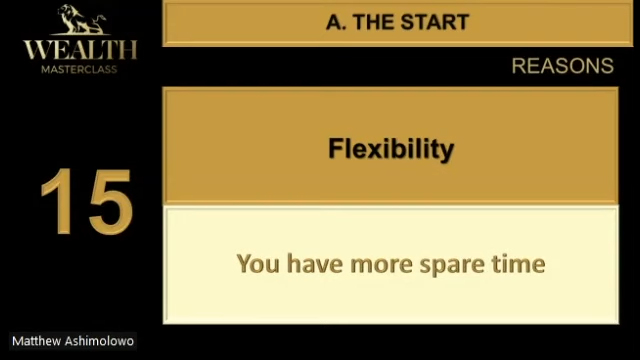 WEALTH
MASTERCLASS
A. THE START
REASONS
15
Flexibility
You have more spare time
Matthew Ashimolowo